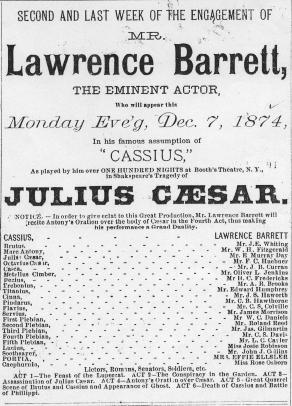 SECOND AND LAST WEEK OF THE ENGAGEMENT OF
MR.
Lawrence Barrett,
THE EMINENT ACTOR,
Who will appear this
Monday Eve'g, Dec. 7, 1874,
In his famous assumption of
"CASSIUS,"
As played by him over ONE HUNDRED NIGHTS at Booth's Theatre, N. Y.,
in Shakspeare's Tragedy of
JULIUS CÆSAR.
NOTICE.—In order to give eclat to this Great Production, Mr. Lawrence Barrett will
recite Antony's Oration over the body of Cæsar in the Fourth Act, thus making
his performance a Grand Duality.
CASSIUS, LAWRENCE BARRETT
Brutus, Mr. J. E. Whiting
Marc Antony, Mr. W. H. Fitzgerald
Julius Cæsar, Mr. E Murray Day
Octavius Cæsar, Mr. F. C. Huebner
Casca, Mr. J. B. Curran
Metellus Cimber, Mr. Oliver L. Jenkins
Decius, Mr. H. C. Fredericks
Trebonius, Mr. A. R. Brooks
Titanius, Mr. Edward Humphrey
Cinna, Mr. J. S. Haworth
Pindarus, Mr. C. B. Hawthorne
Flavius, Mr. C. S. Colville
Servius, Mr. James Morrison
First Plebian, Mr. W. C. Daniels
Second Plebian, Mr. Roland Reed
Third Plebian, Mr. Jas. Gilmartin
Fourth Plebian, Mr. C. S. Davis
Fifth Plebian, Mr. L. C. Cavler
Lucius, Miss Josie Robinson
Soothsayer, Mr. John J. Collins
PORTIA, MRS. EFFIE ELLSLER
Calphurnia, Miss Rose Osborn
Lictors, Romans, Senators, Soldiers, etc.
ACT 1—The Feast of the Lupercal. ACT 2—The Conspiracy in the Garden. ACT 3—
Assassination of Julius Cæsar. ACT 4—Antony's Oration over Cæsar. ACT 5—Great Quarrel
Scene of Brutus and Cassius and Appearance of Ghost. ACT 6—Death of Cassius and Battle
of Philippi.